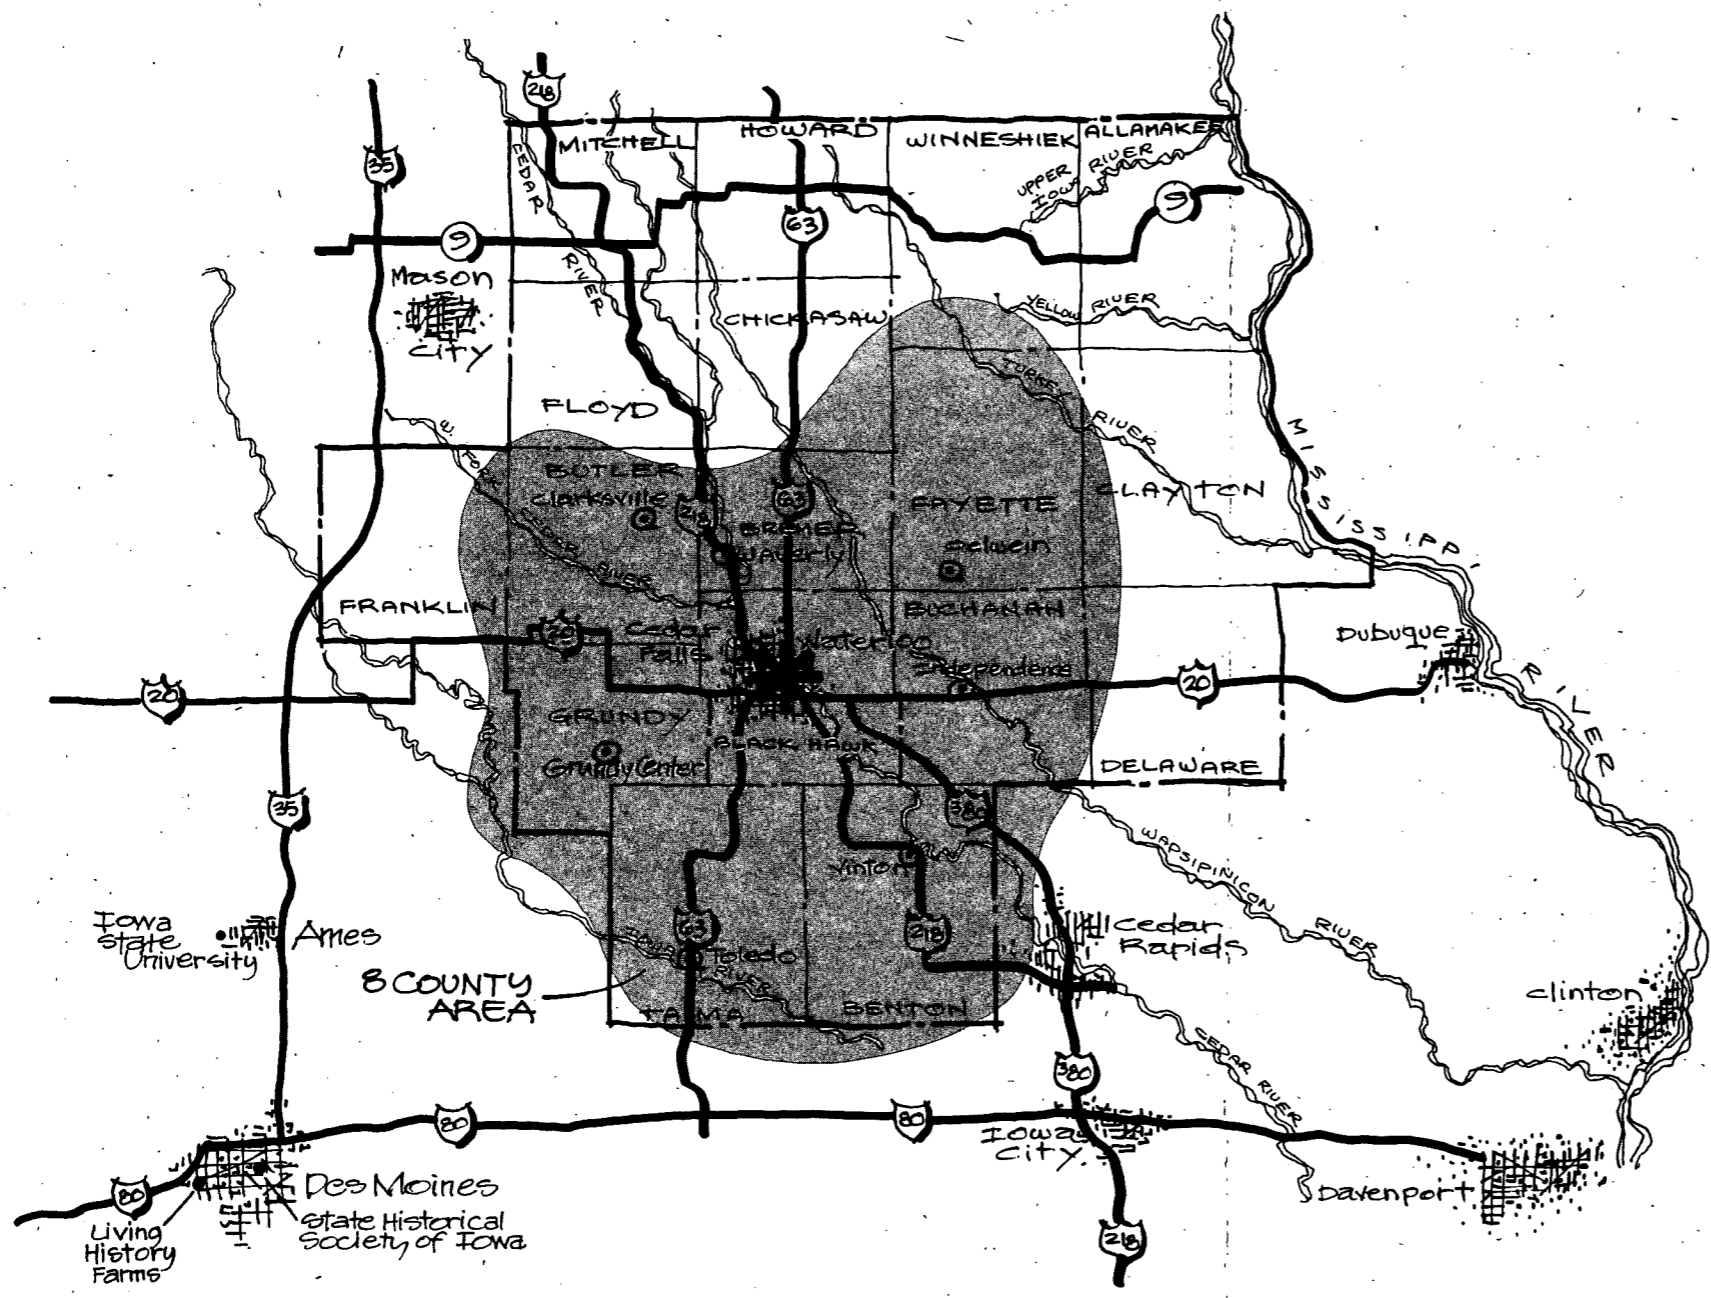 218
MITCHELL
HOWARD
WINNESHIEK
ALLAMAKEE
35
CEDAR
RIVER
UPPER
IOWA RIVER
9
63
9
Mason
City
CHICKASAW
YELLOW RIVER
FLOYD
TURKEY
RIVER
W.
FORK
CEDAR
RIVER
BUTLER
Clarksville
218
63
BREMER
Waverly
FAYETTE
Oelwein
CLAYTON
MISSISSIPPI
RIVER
FRANKLIN
20
Cedar
Falls
Waterloo
BUCHANAN
Independence
Dubuque
20
20
GRUNDY
Grundy Center
BLACK HAWK
DELAWARE
35
380
Vinton
WAPSIPINICON
RIVER
Iowa
State
University
Ames
63
218
Cedar
Rapids
IOWA
RIVER
Toledo
8 COUNTY
AREA
TAMA
BENTON
Clinton
CEDAR RIVER
380
80
80
Iowa
City
Des Moines
80
Davenport
State Historical
Society of Iowa
Living
History
Farms
218